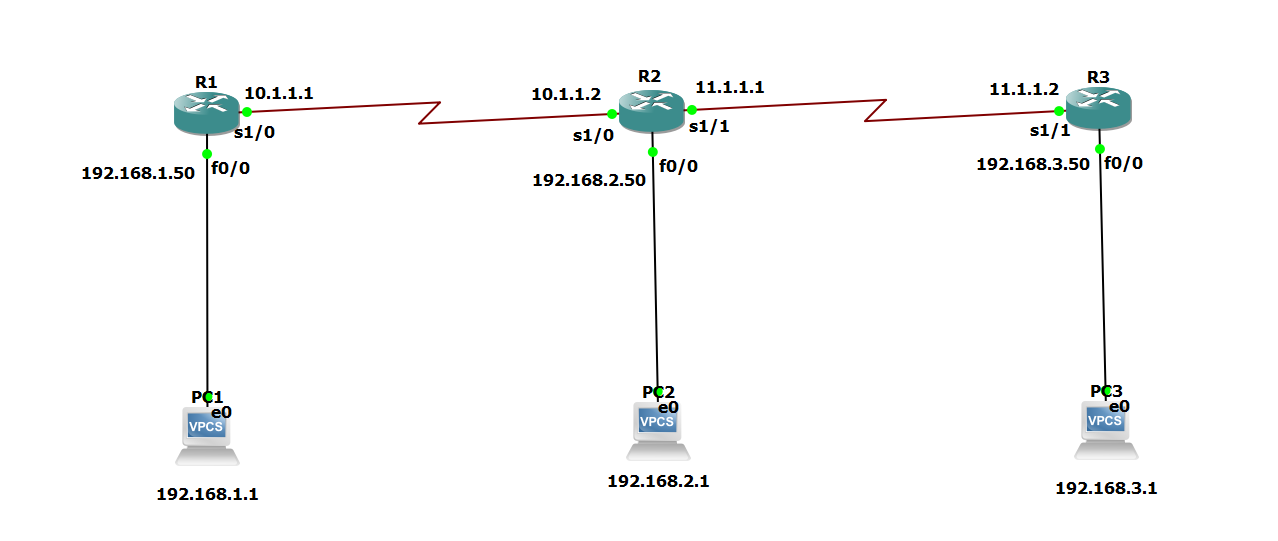 R1
10.1.1.1
s1/0
192.168.1.50
f0/0
R2
10.1.1.2
s1/0
11.1.1.1
s1/1
192.168.2.50
f0/0
R3
11.1.1.2
s1/1
192.168.3.50
f0/0
PC1
e0
VPCS
192.168.1.1
PC2
e0
VPCS
192.168.2.1
PC3
e0
VPCS
192.168.3.1